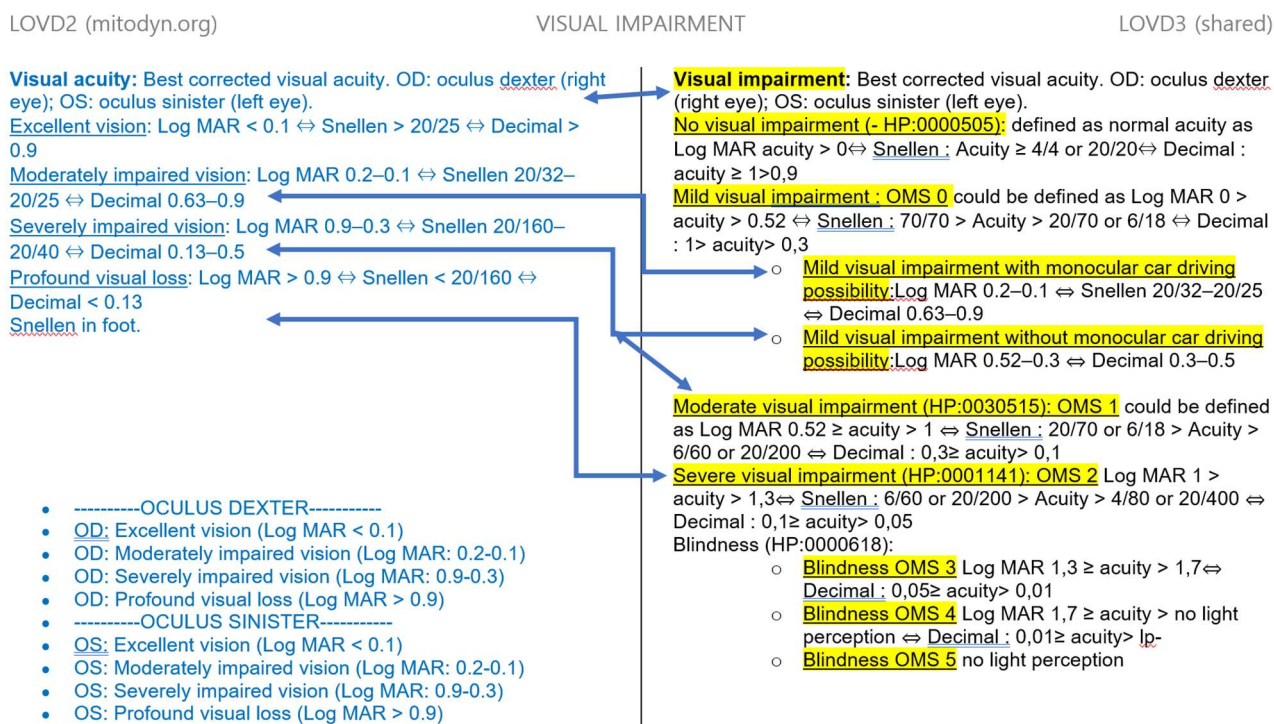 LOVD2 (mitodyn.org)
VISUAL IMPAIRMENT
LOVD3 (shared)
Visual acuity: Best corrected visual acuity. OD: oculus dexter (right
eye); OS: oculus sinister (left eye).
Excellent vision: Log MAR < 0.1 ⇔ Snellen > 20/25 ⇔ Decimal >
0.9
Moderately impaired vision: Log MAR 0.2–0.1 ⇔ Snellen 20/32–
20/25 ⇔ Decimal 0.63–0.9
Severely impaired vision: Log MAR 0.9–0.3 ⇔ Snellen 20/160–
20/40 ⇔ Decimal 0.13–0.5
Profound visual loss: Log MAR > 0.9 ⇔ Snellen < 20/160 ⇔
Decimal < 0.13
Snellen in foot.
• ----------OCULUS DEXTER-----------
• OD: Excellent vision (Log MAR < 0.1)
• OD: Moderately impaired vision (Log MAR: 0.2-0.1)
• OD: Severely impaired vision (Log MAR: 0.9-0.3)
• OD: Profound visual loss (Log MAR > 0.9)
• ----------OCULUS SINISTER-----------
• OS: Excellent vision (Log MAR < 0.1)
• OS: Moderately impaired vision (Log MAR: 0.2-0.1)
• OS: Severely impaired vision (Log MAR: 0.9-0.3)
• OS: Profound visual loss (Log MAR > 0.9)
Visual impairment: Best corrected visual acuity. OD: oculus dexter
(right eye); OS: oculus sinister (left eye).
No visual impairment (- HP:0000505): defined as normal acuity as
Log MAR acuity > 0⇔ Snellen : Acuity ≥ 4/4 or 20/20⇔ Decimal :
acuity ≥ 1>0,9
Mild visual impairment : OMS 0 could be defined as Log MAR 0 >
acuity > 0.52 ⇔ Snellen : 70/70 > Acuity > 20/70 or 6/18 ⇔ Decimal
: 1> acuity> 0,3
o Mild visual impairment with monocular car driving
possibility:Log MAR 0.2–0.1 ⇔ Snellen 20/32–20/25
⇔ Decimal 0.63–0.9
o Mild visual impairment without monocular car driving
possibility:Log MAR 0.52–0.3 ⇔ Decimal 0.3–0.5
Moderate visual impairment (HP:0030515): OMS 1 could be defined
as Log MAR 0.52 ≥ acuity > 1 ⇔ Snellen : 20/70 or 6/18 > Acuity >
6/60 or 20/200 ⇔ Decimal : 0,3≥ acuity> 0,1
Severe visual impairment (HP:0001141): OMS 2 Log MAR 1 >
acuity > 1,3⇔ Snellen : 6/60 or 20/200 > Acuity > 4/80 or 20/400 ⇔
Decimal : 0,1≥ acuity> 0,05
Blindness (HP:0000618):
o Blindness OMS 3 Log MAR 1,3 ≥ acuity > 1,7⇔
Decimal : 0,05≥ acuity> 0,01
o Blindness OMS 4 Log MAR 1,7 ≥ acuity > no light
perception ⇔ Decimal : 0,01≥ acuity> lp-
o Blindness OMS 5 no light perception